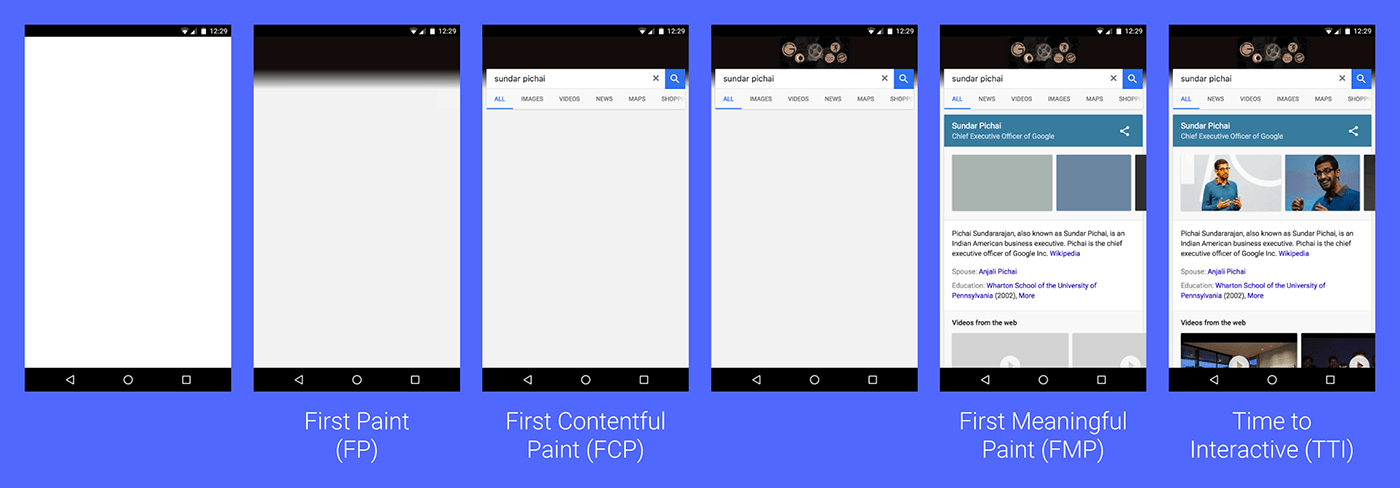 12:29
12:29
First Paint
(FP)
12:29
sundar pichai
ALL IMAGES VIDEOS NEWS MAPS
First Contentful
Paint (FCP)
12:29
sundar pichai
ALL IMAGES VIDEOS NEWS MAPS
12:29
sundar pichai
ALL NEWS VIDEOS IMAGES MAPS
Sundar Pichai
Chief Executive Officer of Google
Pichai Sundararajan, also known as Sundar Pichai, is an
Indian American business executive. Pichai is the chief
executive officer of Google Inc. Wikipedia
Spouse: Anjali Pichai
Education: Wharton School of the University of
Pennsylvania (2002), More
Videos from the web
First Meaningful
Paint (FMP)
12:29
sundar pichai
ALL NEWS VIDEOS IMAGES MAPS
Sundar Pichai
Chief Executive Officer of Google
Pichai Sundararajan, also known as Sundar Pichai, is an
Indian American business executive. Pichai is the chief
executive officer of Google Inc. Wikipedia
Spouse: Anjali Pichai
Education: Wharton School of the University of
Pennsylvania (2002), More
Videos from the web
Time to
Interactive (TTI)